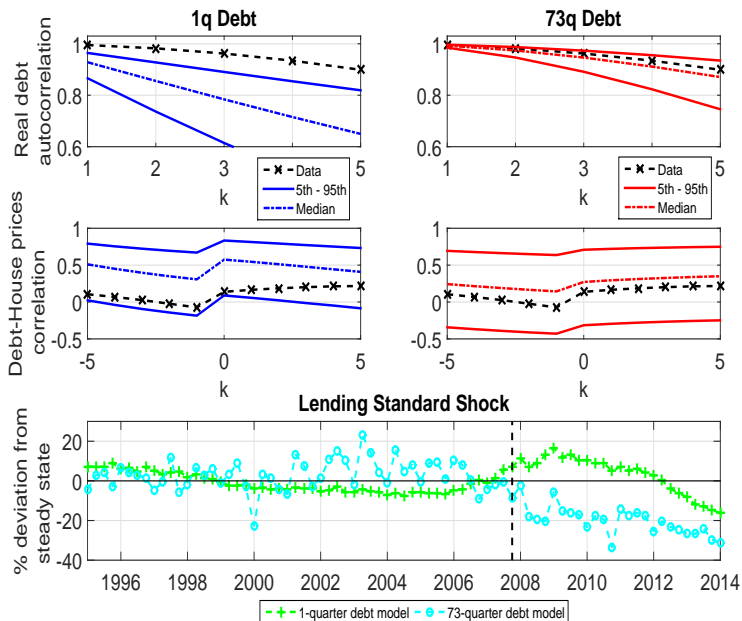 1q Debt
73q Debt
Real debt
autocorrelation
1
0.8
0.6
1
2
3
5
k
1
0.8
0.6
1
2
3
5
k
Data
5th - 95th
Median
Data
5th - 95th
Median
Debt-House prices
correlation
1
0.5
0
-0.5
-5
0
5
k
1
0.5
0
-0.5
-5
0
5
k
Lending Standard Shock
% deviation from
steady state
20
0
-20
-40
1996
1998
2000
2002
2004
2006
2008
2010
2012
2014
1-quarter debt model
73-quarter debt model